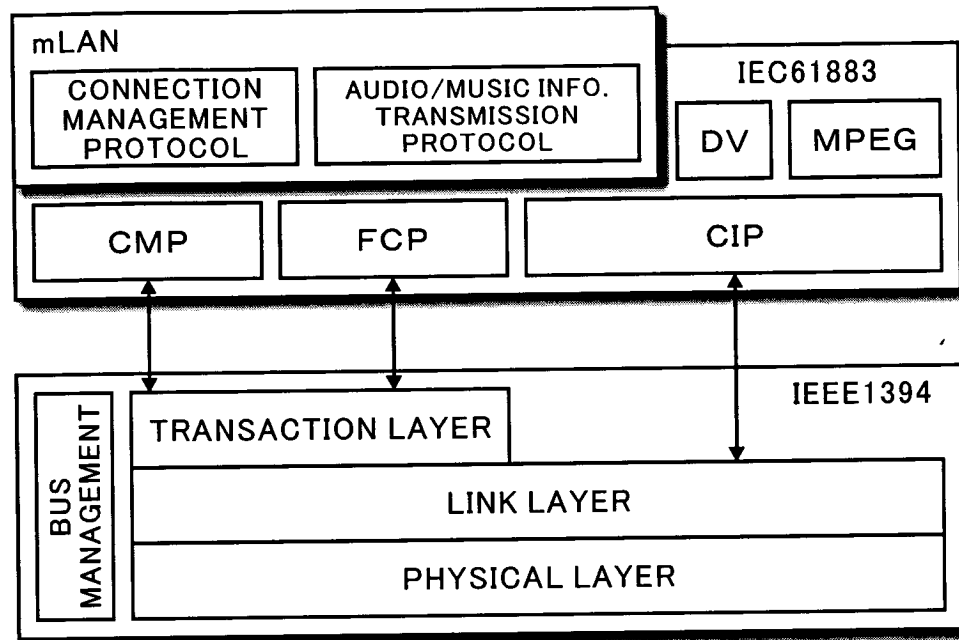 mLAN
CONNECTION
MANAGEMENT
PROTOCOL
AUDIO/MUSIC INFO.
TRANSMISSION
PROTOCOL
IEC61883
DV
MPEG
CMP
FCP
CIP
IEEE1394
BUS
MANAGEMENT
TRANSACTION LAYER
LINK LAYER
PHYSICAL LAYER